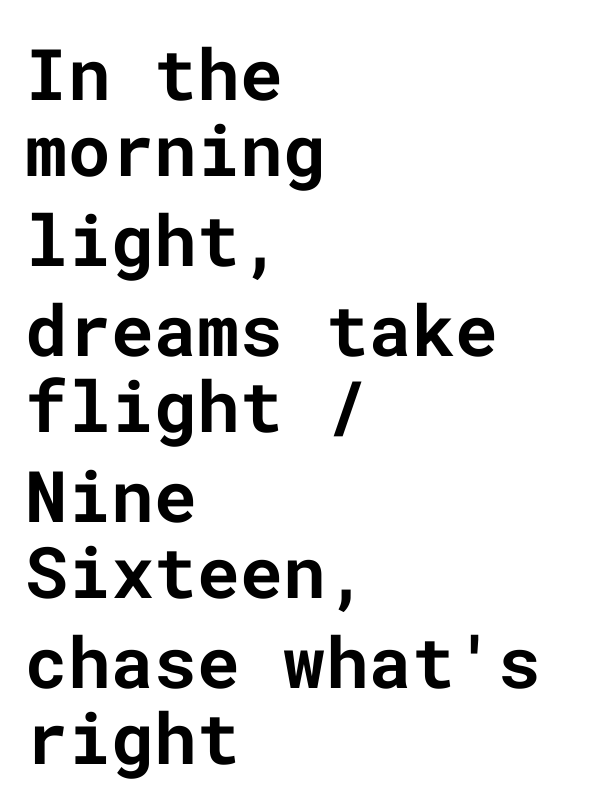 In the
morning
light,
dreams take
flight /
Nine
Sixteen,
chase what's
right